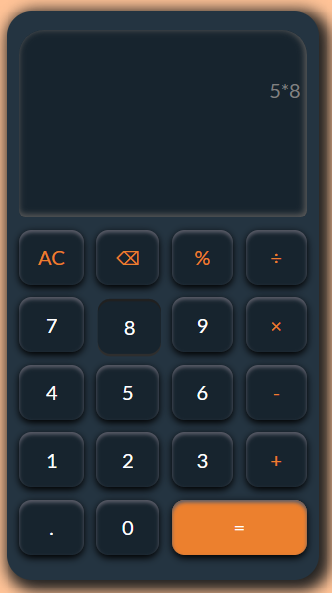 5*8
AC ⌫ % ÷
7 8 9 ×
4 5 6 -
1 2 3 +
. 0 =